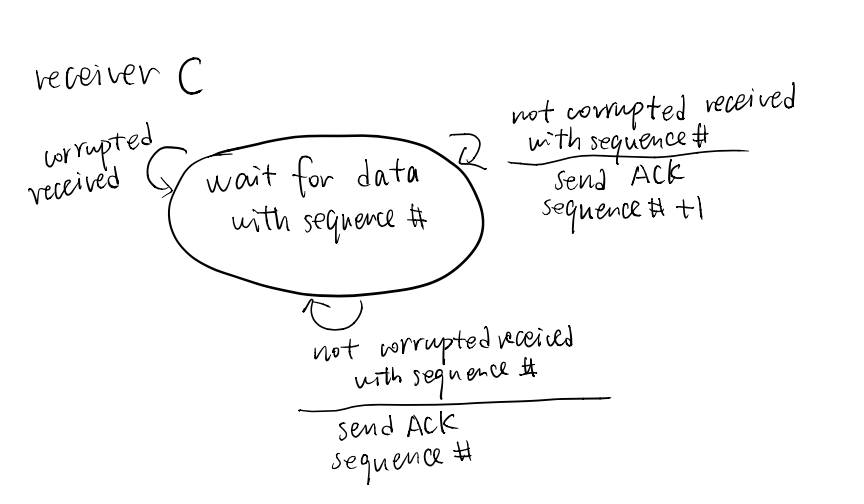 receiver C
corrupted
received
wait for data
with sequence #
not corrupted received
with sequence #
send ACK
sequence # +1
not corrupted received
with sequence #
send ACK
sequence #